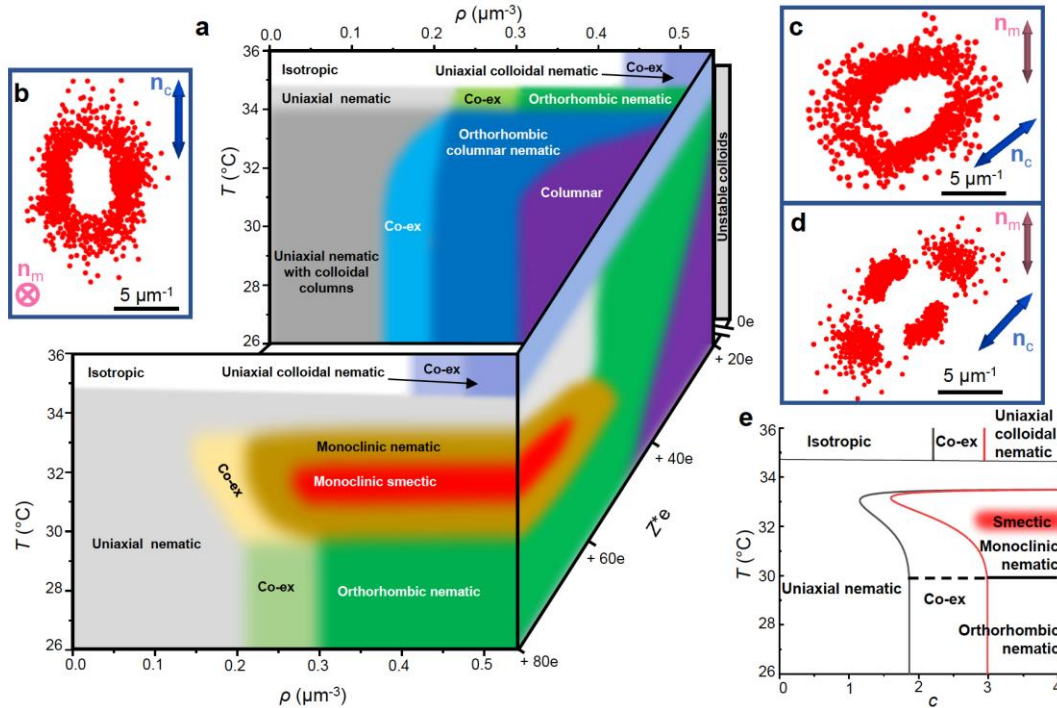 a
ρ (µm⁻³)
0.0
0.1
0.2
0.3
0.4
0.5
T (°C)
36
34
32
30
28
26
Isotropic
Uniaxial colloidal nematic
Co-ex
Uniaxial nematic
Co-ex
Orthorhombic nematic
Orthorhombic
columnar nematic
Columnar
Co-ex
Uniaxial nematic
with colloidal
columns
Unstable colloids
0e
+ 20e
+ 40e
+ 60e
+ 80e
Z*e
T (°C)
36
34
32
30
28
26
Isotropic
Uniaxial colloidal nematic
Co-ex
Monoclinic nematic
Monoclinic smectic
Co-ex
Uniaxial nematic
Co-ex
Orthorhombic nematic
0.0
0.1
0.2
0.3
0.4
0.5
ρ (µm⁻³)
b
nc
nm
5 µm⁻¹
c
nm
nc
5 µm⁻¹
d
nm
nc
5 µm⁻¹
e
T (°C)
36
34
32
30
28
26
Isotropic
Co-ex
Uniaxial
colloidal
nematic
Smectic
Monoclinic
nematic
Uniaxial nematic
Co-ex
Orthorhombic
nematic
0
1
2
3
4
c